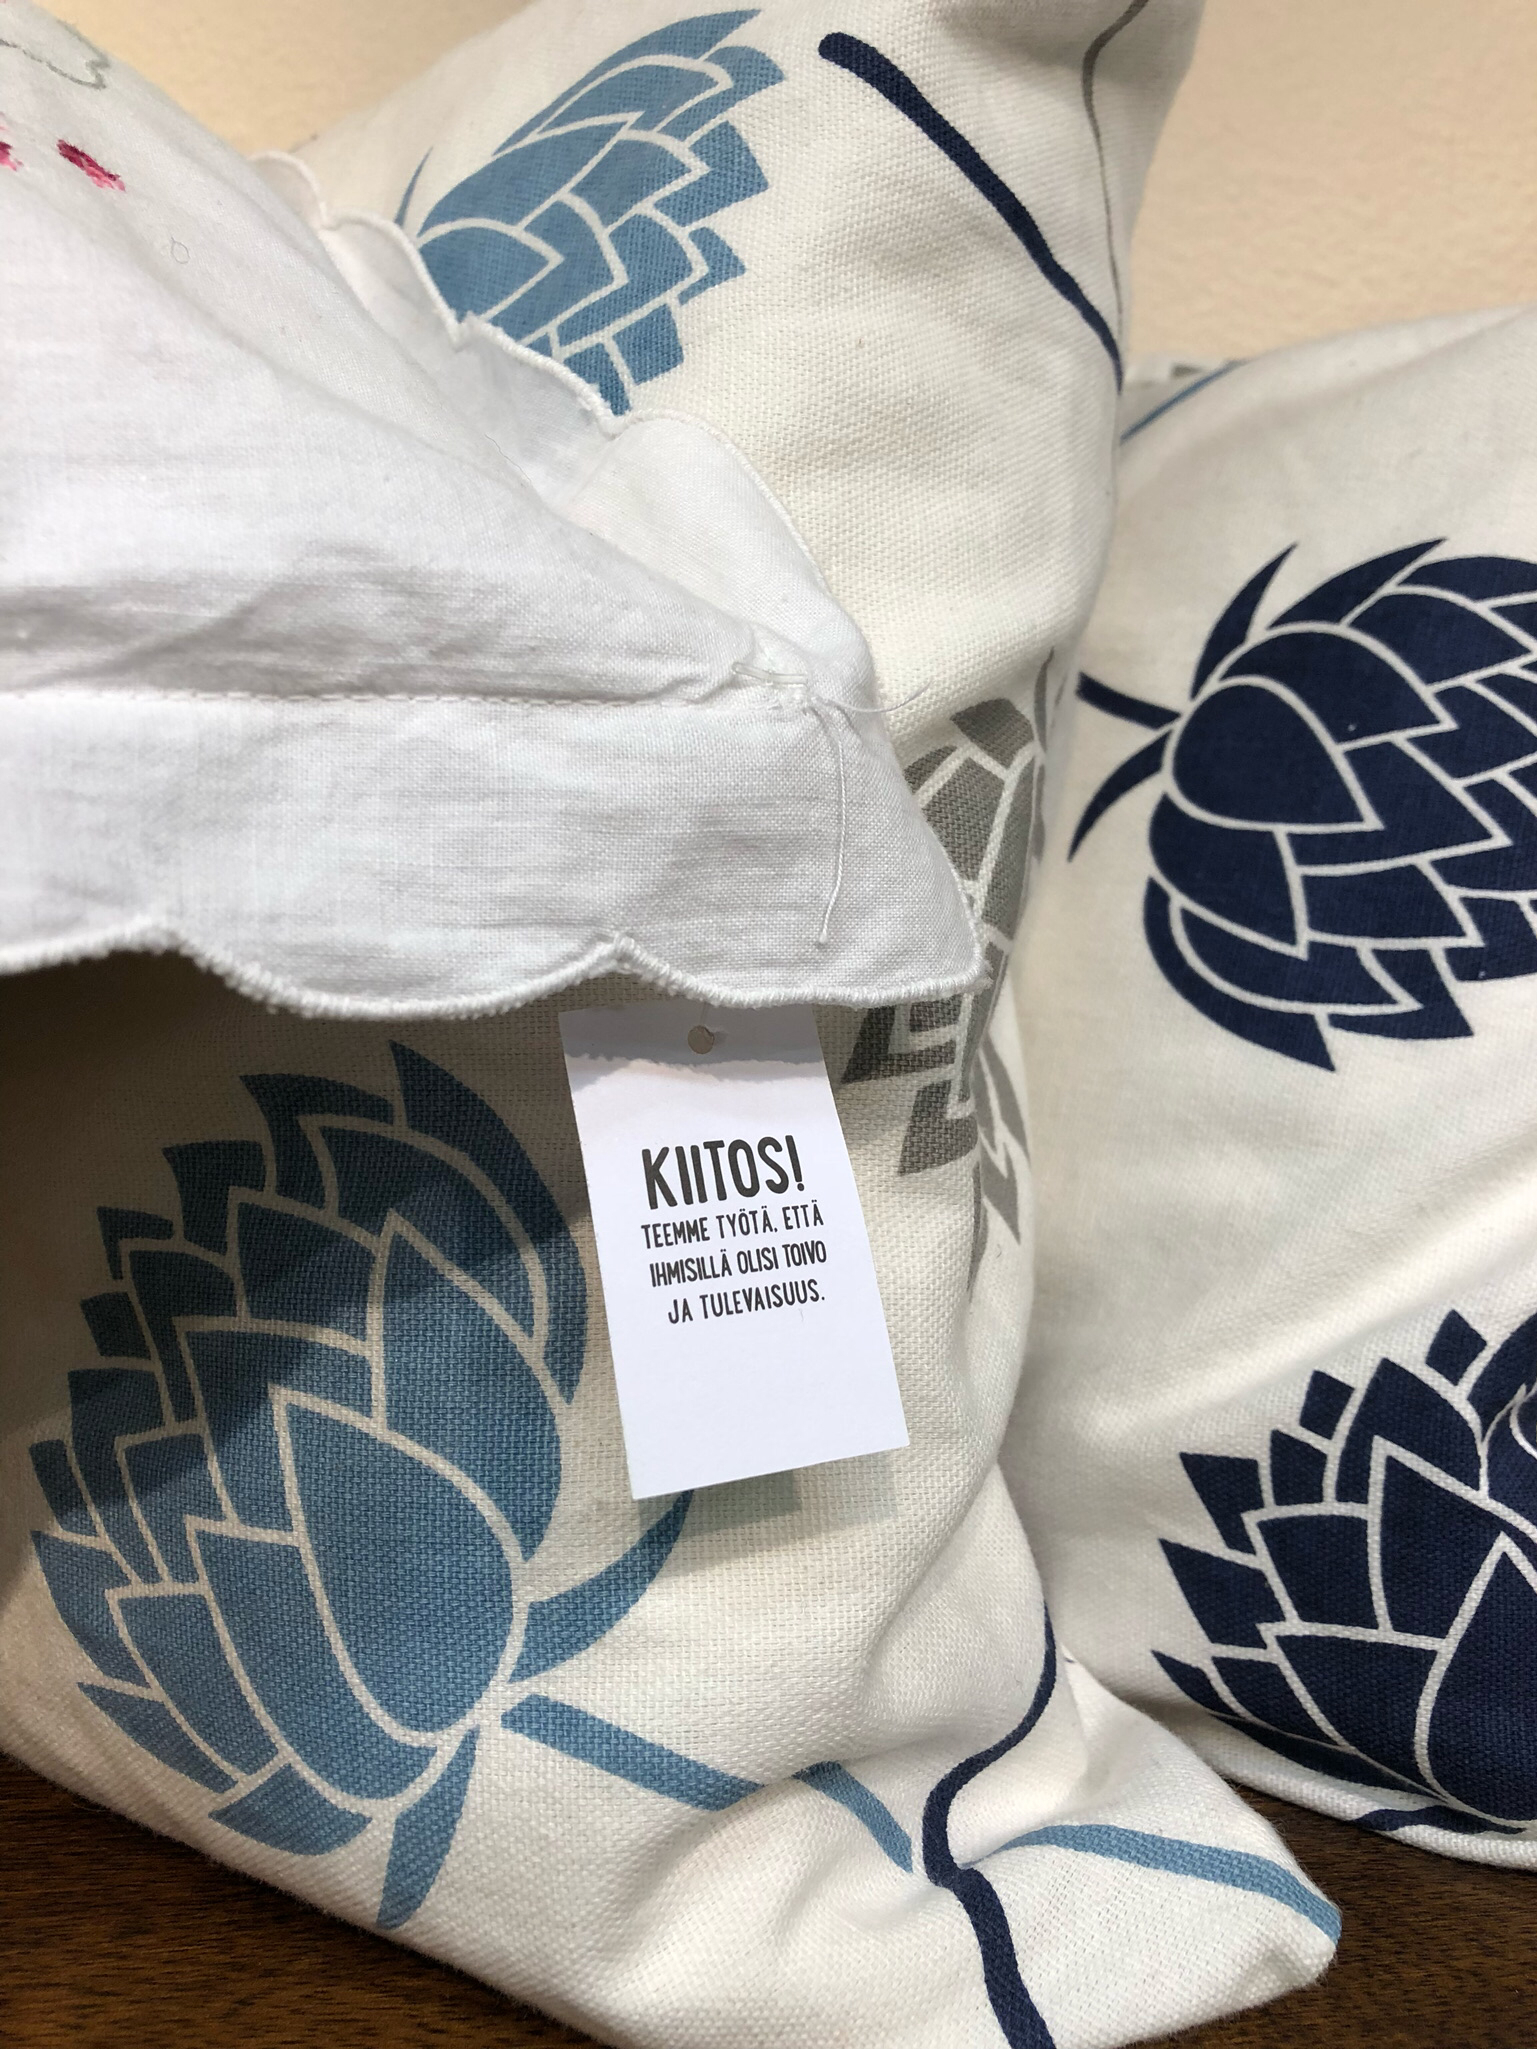 KIITOS!
TEEMME TYÖTÄ, ETTÄ
IHMISILLÄ OLISI TOIVO
JA TULEVAISUUS.